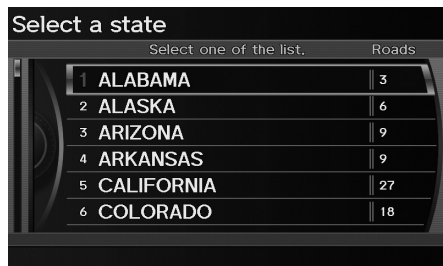 Select a state
Select one of the list. Roads
1 ALABAMA 3
2 ALASKA 6
3 ARIZONA 9
4 ARKANSAS 9
5 CALIFORNIA 27
6 COLORADO 18